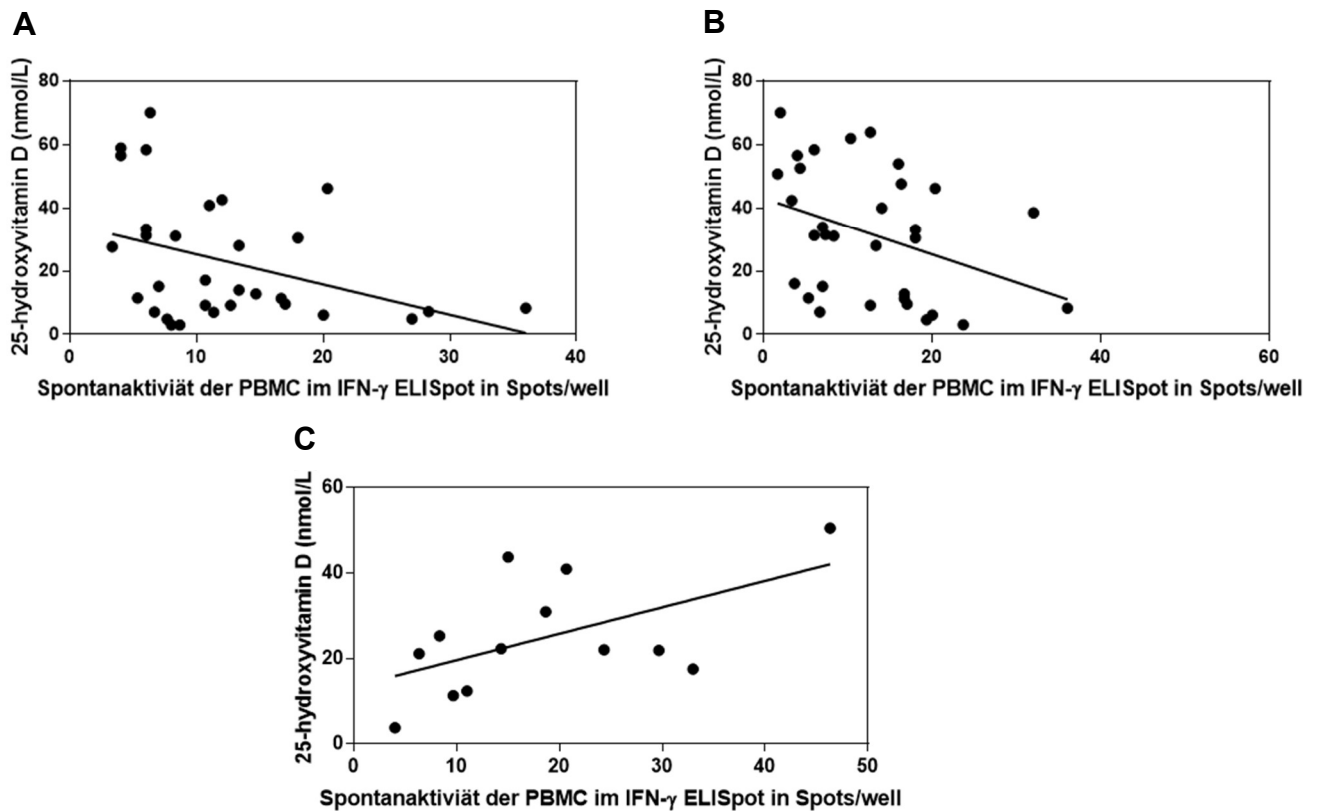 A
25-hydroxyvitamin D (nmol/L)
80
60
40
20
0
0 10 20 30 40
Spontanaktiviät der PBMC im IFN-γ ELISpot in Spots/well
B
25-hydroxyvitamin D (nmol/L)
80
60
40
20
0
0 20 40 60
Spontanaktiviät der PBMC im IFN-γ ELISpot in Spots/well
C
25-hydroxyvitamin D (nmol/L
60
40
20
0
0 10 20 30 40 50
Spontanaktiviät der PBMC im IFN-γ ELISpot in Spots/well